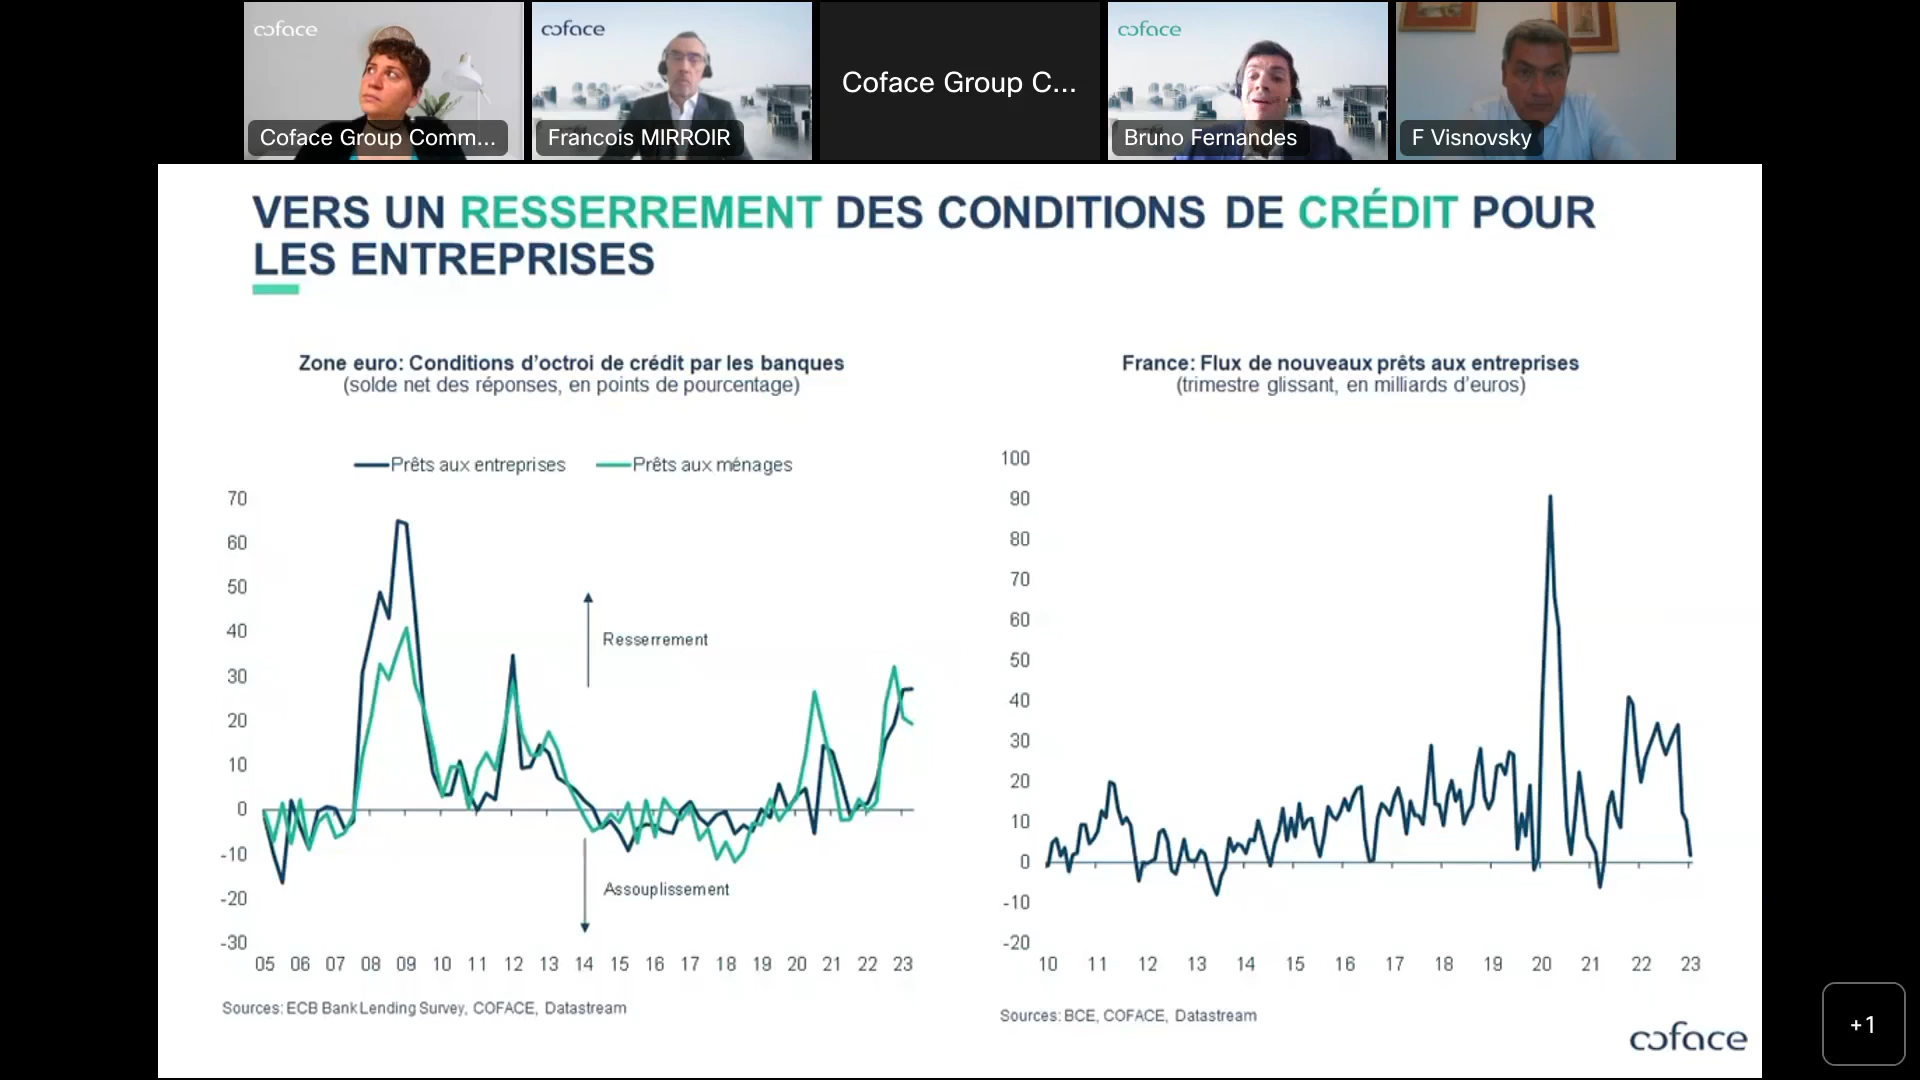 coface
coface
Coface Group C...
coface
Coface Group Comm...
Francois MIRROIR
Bruno Fernandes
F Visnovsky
VERS UN RESSERREMENT DES CONDITIONS DE CRÉDIT POUR
LES ENTREPRISES
Zone euro: Conditions d'octroi de crédit par les banques
(solde net des réponses, en points de pourcentage)
Prêts aux entreprises
Prêts aux ménages
70
60
50
40
30
20
10
0
-10
-20
-30
Resserrement
Assouplissement
05 06 07 08 09 10 11 12 13 14 15 16 17 18 19 20 21 22 23
Sources: ECB Bank Lending Survey, COFACE, Datastream
France: Flux de nouveaux prêts aux entreprises
(trimestre glissant, en milliards d'euros)
100
90
80
70
60
50
40
30
20
10
0
-10
-20
10 11 12 13 14 15 16 17 18 19 20 21 22 23
Sources: BCE, COFACE, Datastream
coface
+1